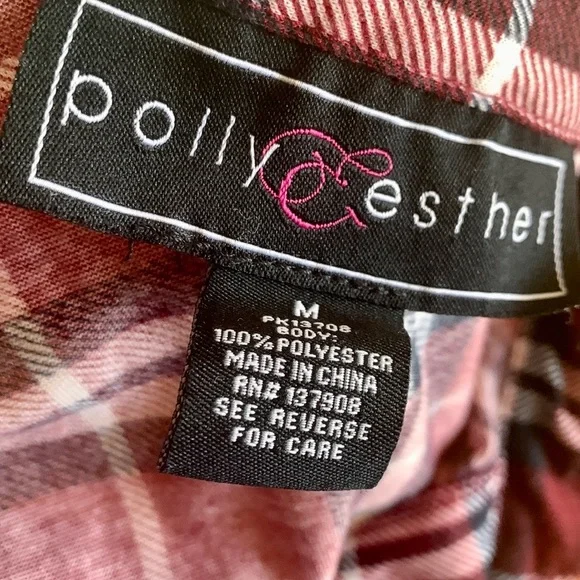 polly & esther
M
PK13708
BODY:
100% POLYESTER
MADE IN CHINA
RN# 137908
SEE REVERSE
FOR CARE